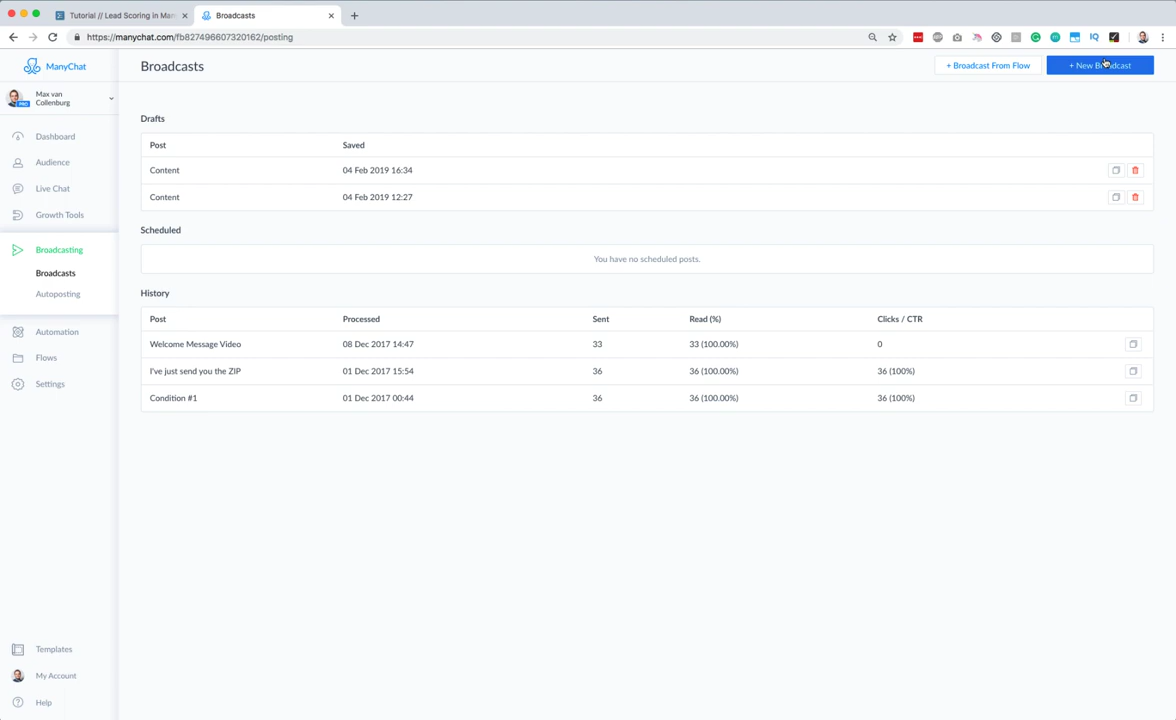 Tutorial // Lead Scoring in Man
Broadcasts
https://manychat.com/fb827496607320162/posting
ManyChat
Broadcasts
+ Broadcast From Flow
+ New Broadcast
Max van
Collenburg
PRO
Dashboard
Audience
Live Chat
Growth Tools
Broadcasting
Broadcasts
Autoposting
Automation
Flows
Settings
Templates
My Account
Help
Drafts
Post Saved
Content 04 Feb 2019 16:34
Content 04 Feb 2019 12:27
Scheduled
You have no scheduled posts.
History
Post Processed Sent Read (%) Clicks / CTR
Welcome Message Video 08 Dec 2017 14:47 33 33 (100.00%) 0
I've just send you the ZIP 01 Dec 2017 15:54 36 36 (100.00%) 36 (100%)
Condition #1 01 Dec 2017 00:44 36 36 (100.00%) 36 (100%)